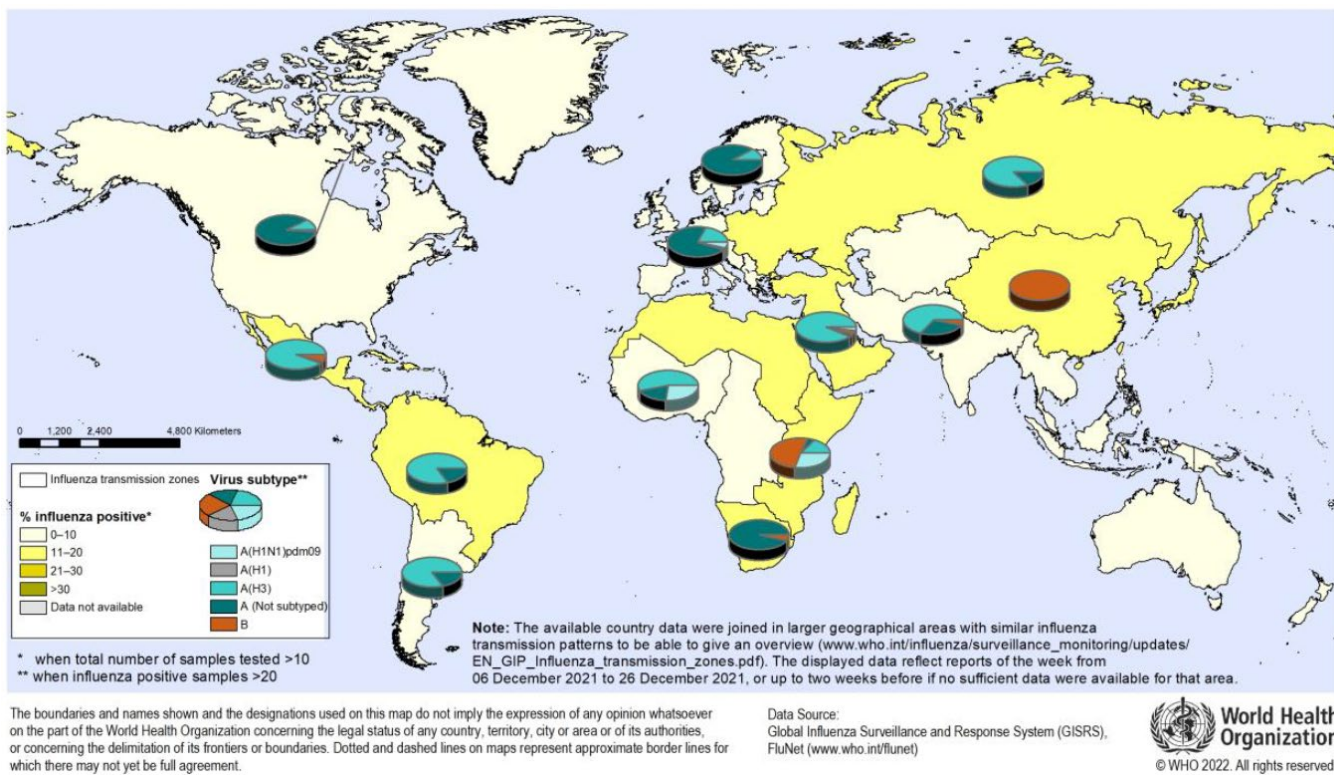 0 1,200 2,400 4,800 Kilometers
Influenza transmission zones
% influenza positive*
0–10
11–20
21–30
>30
Data not available
Virus subtype**
A(H1N1)pdm09
A(H1)
A(H3)
A (Not subtyped)
B
* when total number of samples tested >10
** when influenza positive samples >20
Note: The available country data were joined in larger geographical areas with similar influenza
transmission patterns to be able to give an overview (www.who.int/influenza/surveillance_monitoring/updates/
EN_GIP_Influenza_transmission_zones.pdf). The displayed data reflect reports of the week from
06 December 2021 to 26 December 2021, or up to two weeks before if no sufficient data were available for that area.
The boundaries and names shown and the designations used on this map do not imply the expression of any opinion whatsoever
on the part of the World Health Organization concerning the legal status of any country, territory, city or area or of its authorities,
or concerning the delimitation of its frontiers or boundaries. Dotted and dashed lines on maps represent approximate border lines for
which there may not yet be full agreement.
Data Source:
Global Influenza Surveillance and Response System (GISRS),
FluNet (www.who.int/flunet)
World Health
Organization
© WHO 2022. All rights reserved